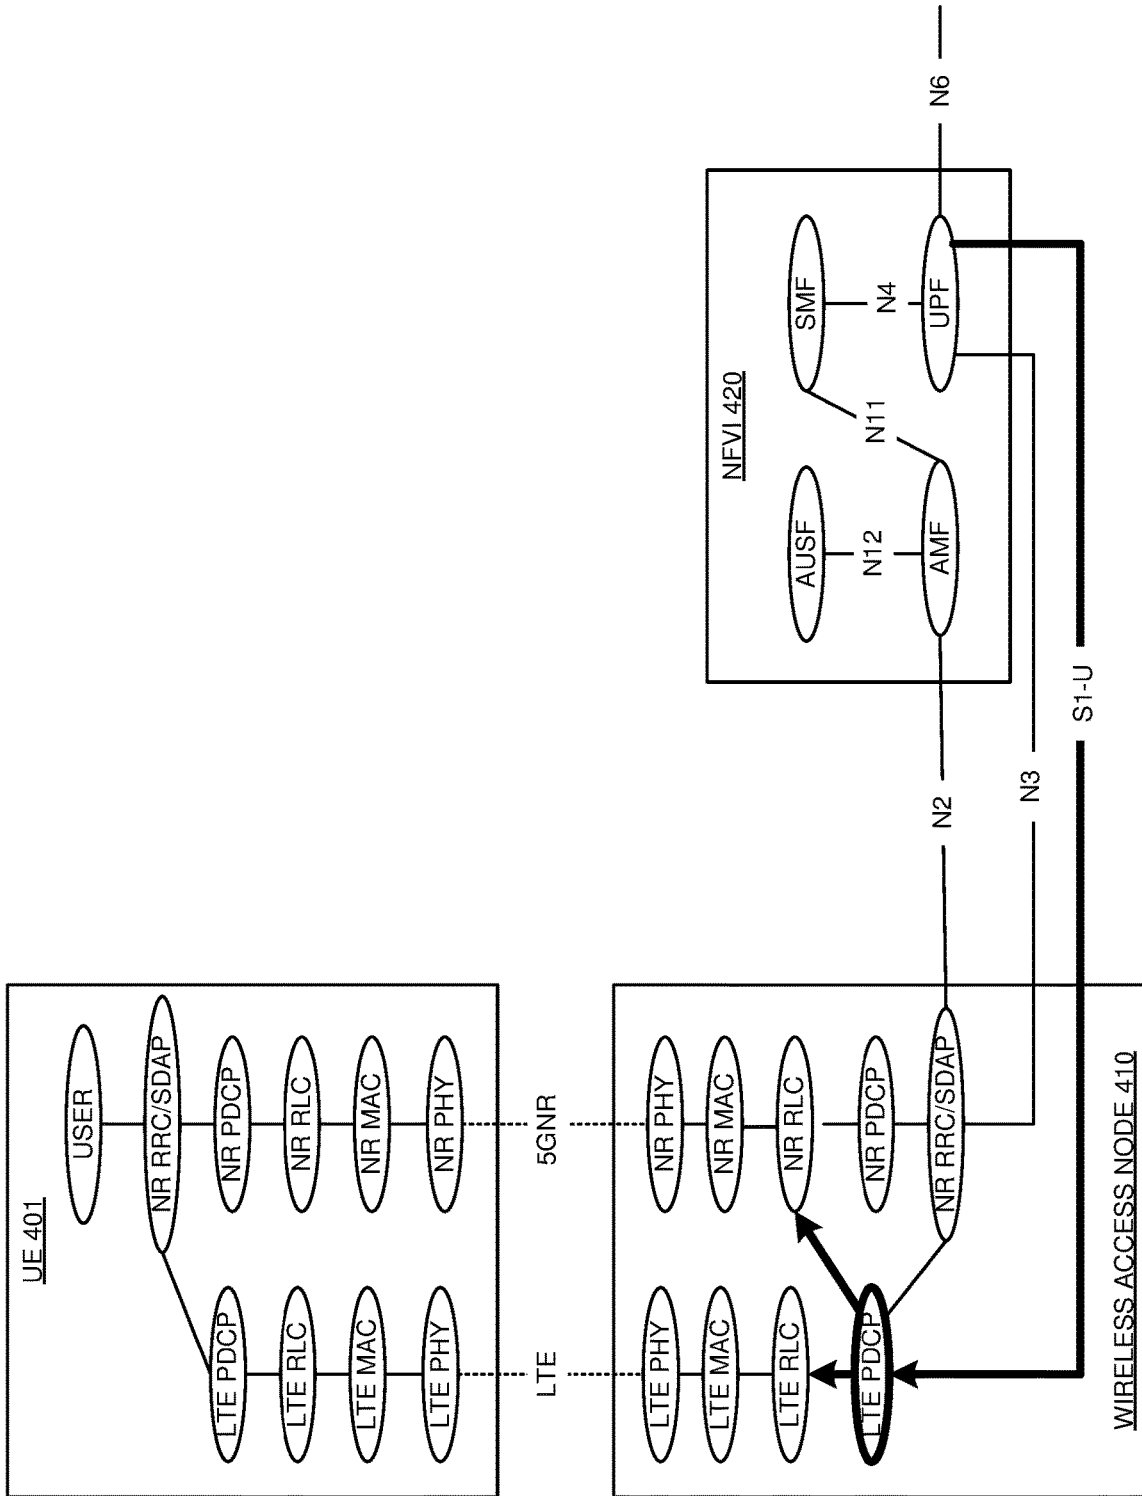 UE 401
USER
NR RRC/SDAP
LTE PDCP
NR PDCP
LTE RLC
NR RLC
LTE MAC
NR MAC
LTE PHY
NR PHY
LTE
5GNR
LTE PHY
NR PHY
LTE MAC
NR MAC
LTE RLC
NR RLC
LTE PDCP
NR PDCP
NR RRC/SDAP
WIRELESS ACCESS NODE 410
N2
N3
S1-U
NFVI 420
AUSF
SMF
N12
N11
N4
AMF
UPF
N6